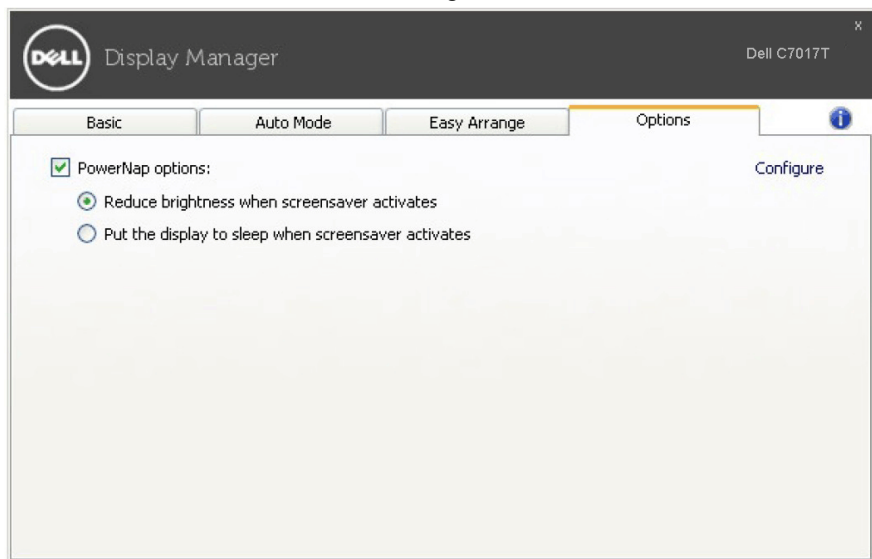 x
DELL Display Manager Dell C7017T
Basic Auto Mode Easy Arrange Options i
PowerNap options: Configure
Reduce brightness when screensaver activates
Put the display to sleep when screensaver activates